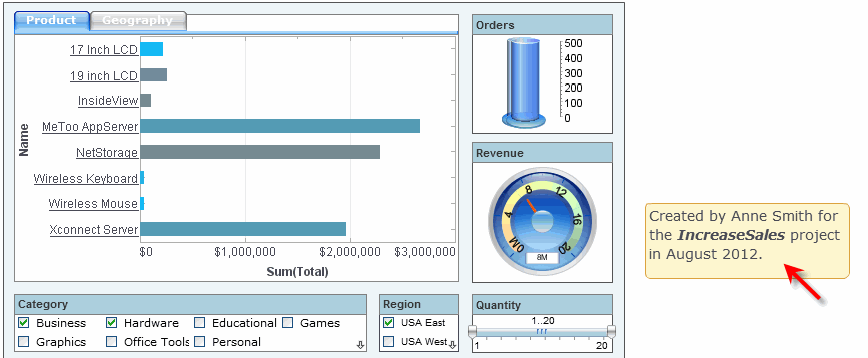 Product Geography
Name
17 Inch LCD
19 inch LCD
InsideView
MeToo AppServer
NetStorage
Wireless Keyboard
Wireless Mouse
Xconnect Server
$0 $1,000,000 $2,000,000 $3,000,000
Sum(Total)
Orders
500
400
300
200
100
0
Revenue
0M 4 8 12 16 20
8M
Category
Business Hardware Educational Games
Graphics Office Tools Personal
Region
USA East
USA West
Quantity
1..20
1 20
Created by Anne Smith for
the IncreaseSales project
in August 2012.